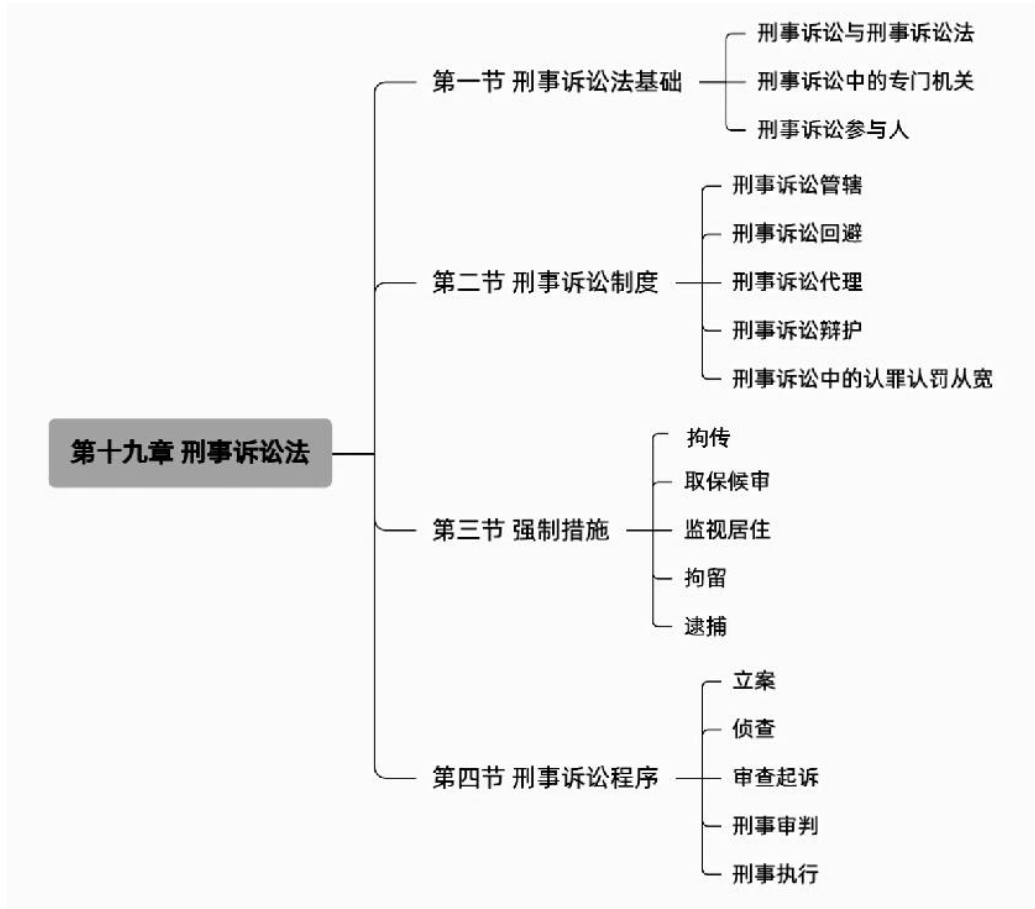 第十九章 刑事诉讼法
第一节 刑事诉讼法基础
刑事诉讼与刑事诉讼法
刑事诉讼中的专门机关
刑事诉讼参与人
第二节 刑事诉讼制度
刑事诉讼管辖
刑事诉讼回避
刑事诉讼代理
刑事诉讼辩护
刑事诉讼中的认罪认罚从宽
第三节 强制措施
拘传
取保候审
监视居住
拘留
逮捕
第四节 刑事诉讼程序
立案
侦查
审查起诉
刑事审判
刑事执行